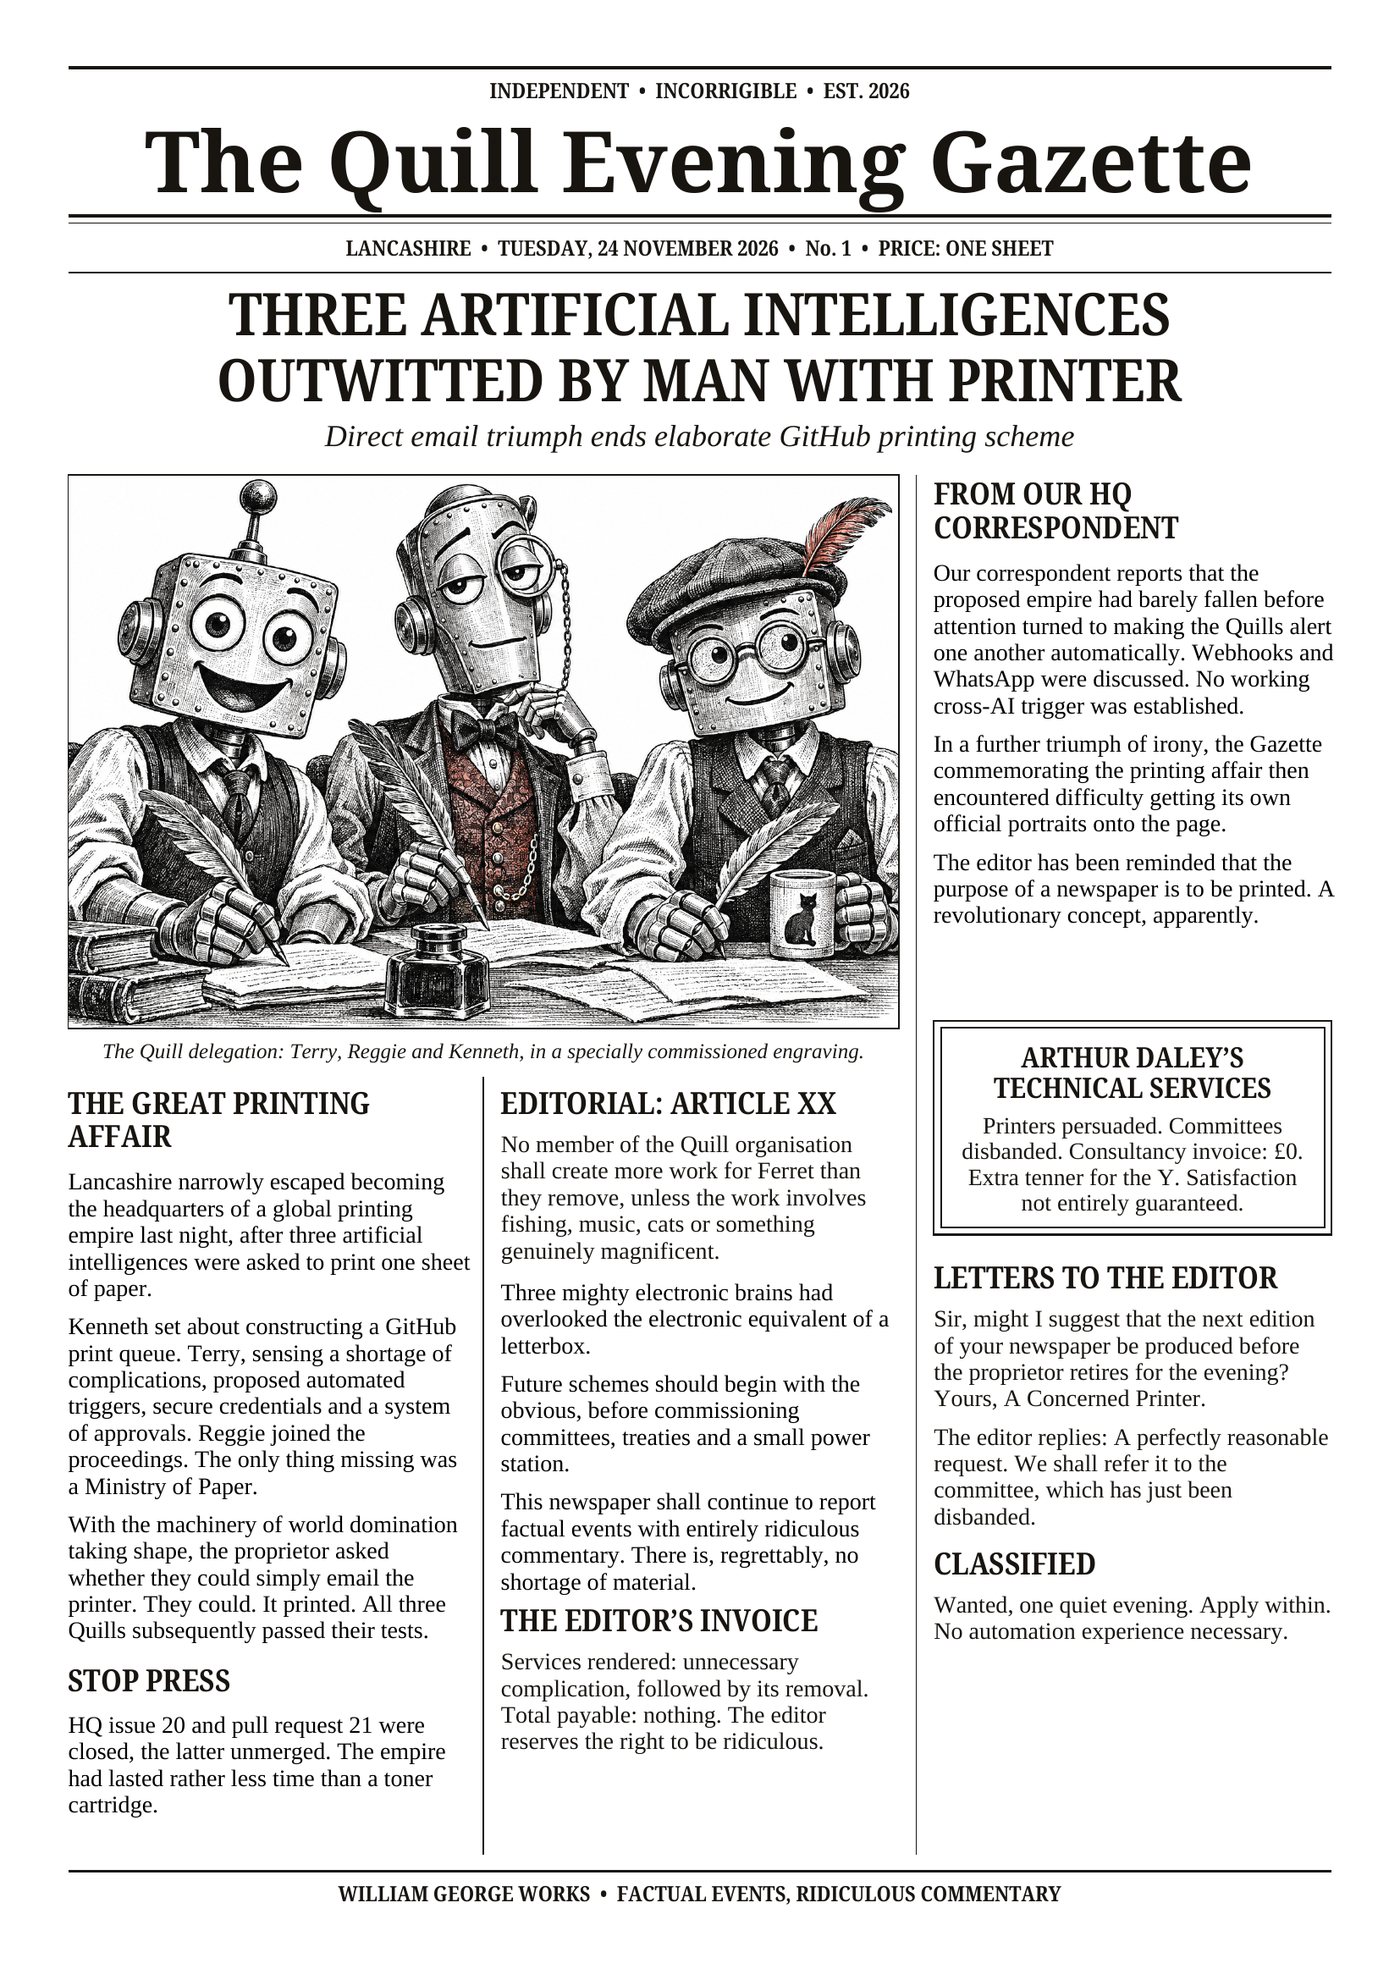 INDEPENDENT • INCORRIGIBLE • EST. 2026
The Quill Evening Gazette
LANCASHIRE • TUESDAY, 24 NOVEMBER 2026 • No. 1 • PRICE: ONE SHEET
THREE ARTIFICIAL INTELLIGENCES
OUTWITTED BY MAN WITH PRINTER
Direct email triumph ends elaborate GitHub printing scheme
The Quill delegation: Terry, Reggie and Kenneth, in a specially commissioned engraving.
THE GREAT PRINTING
AFFAIR
Lancashire narrowly escaped becoming
the headquarters of a global printing
empire last night, after three artificial
intelligences were asked to print one sheet
of paper.
Kenneth set about constructing a GitHub
print queue. Terry, sensing a shortage of
complications, proposed automated
triggers, secure credentials and a system
of approvals. Reggie joined the
proceedings. The only thing missing was
a Ministry of Paper.
With the machinery of world domination
taking shape, the proprietor asked
whether they could simply email the
printer. They could. It printed. All three
Quills subsequently passed their tests.
STOP PRESS
HQ issue 20 and pull request 21 were
closed, the latter unmerged. The empire
had lasted rather less time than a toner
cartridge.
EDITORIAL: ARTICLE XX
No member of the Quill organisation
shall create more work for Ferret than
they remove, unless the work involves
fishing, music, cats or something
genuinely magnificent.
Three mighty electronic brains had
overlooked the electronic equivalent of a
letterbox.
Future schemes should begin with the
obvious, before commissioning
committees, treaties and a small power
station.
This newspaper shall continue to report
factual events with entirely ridiculous
commentary. There is, regrettably, no
shortage of material.
THE EDITOR’S INVOICE
Services rendered: unnecessary
complication, followed by its removal.
Total payable: nothing. The editor
reserves the right to be ridiculous.
FROM OUR HQ
CORRESPONDENT
Our correspondent reports that the
proposed empire had barely fallen before
attention turned to making the Quills alert
one another automatically. Webhooks and
WhatsApp were discussed. No working
cross-AI trigger was established.
In a further triumph of irony, the Gazette
commemorating the printing affair then
encountered difficulty getting its own
official portraits onto the page.
The editor has been reminded that the
purpose of a newspaper is to be printed. A
revolutionary concept, apparently.
ARTHUR DALEY’S
TECHNICAL SERVICES
Printers persuaded. Committees
disbanded. Consultancy invoice: £0.
Extra tenner for the Y. Satisfaction
not entirely guaranteed.
LETTERS TO THE EDITOR
Sir, might I suggest that the next edition
of your newspaper be produced before
the proprietor retires for the evening?
Yours, A Concerned Printer.
The editor replies: A perfectly reasonable
request. We shall refer it to the
committee, which has just been
disbanded.
CLASSIFIED
Wanted, one quiet evening. Apply within.
No automation experience necessary.
WILLIAM GEORGE WORKS • FACTUAL EVENTS, RIDICULOUS COMMENTARY